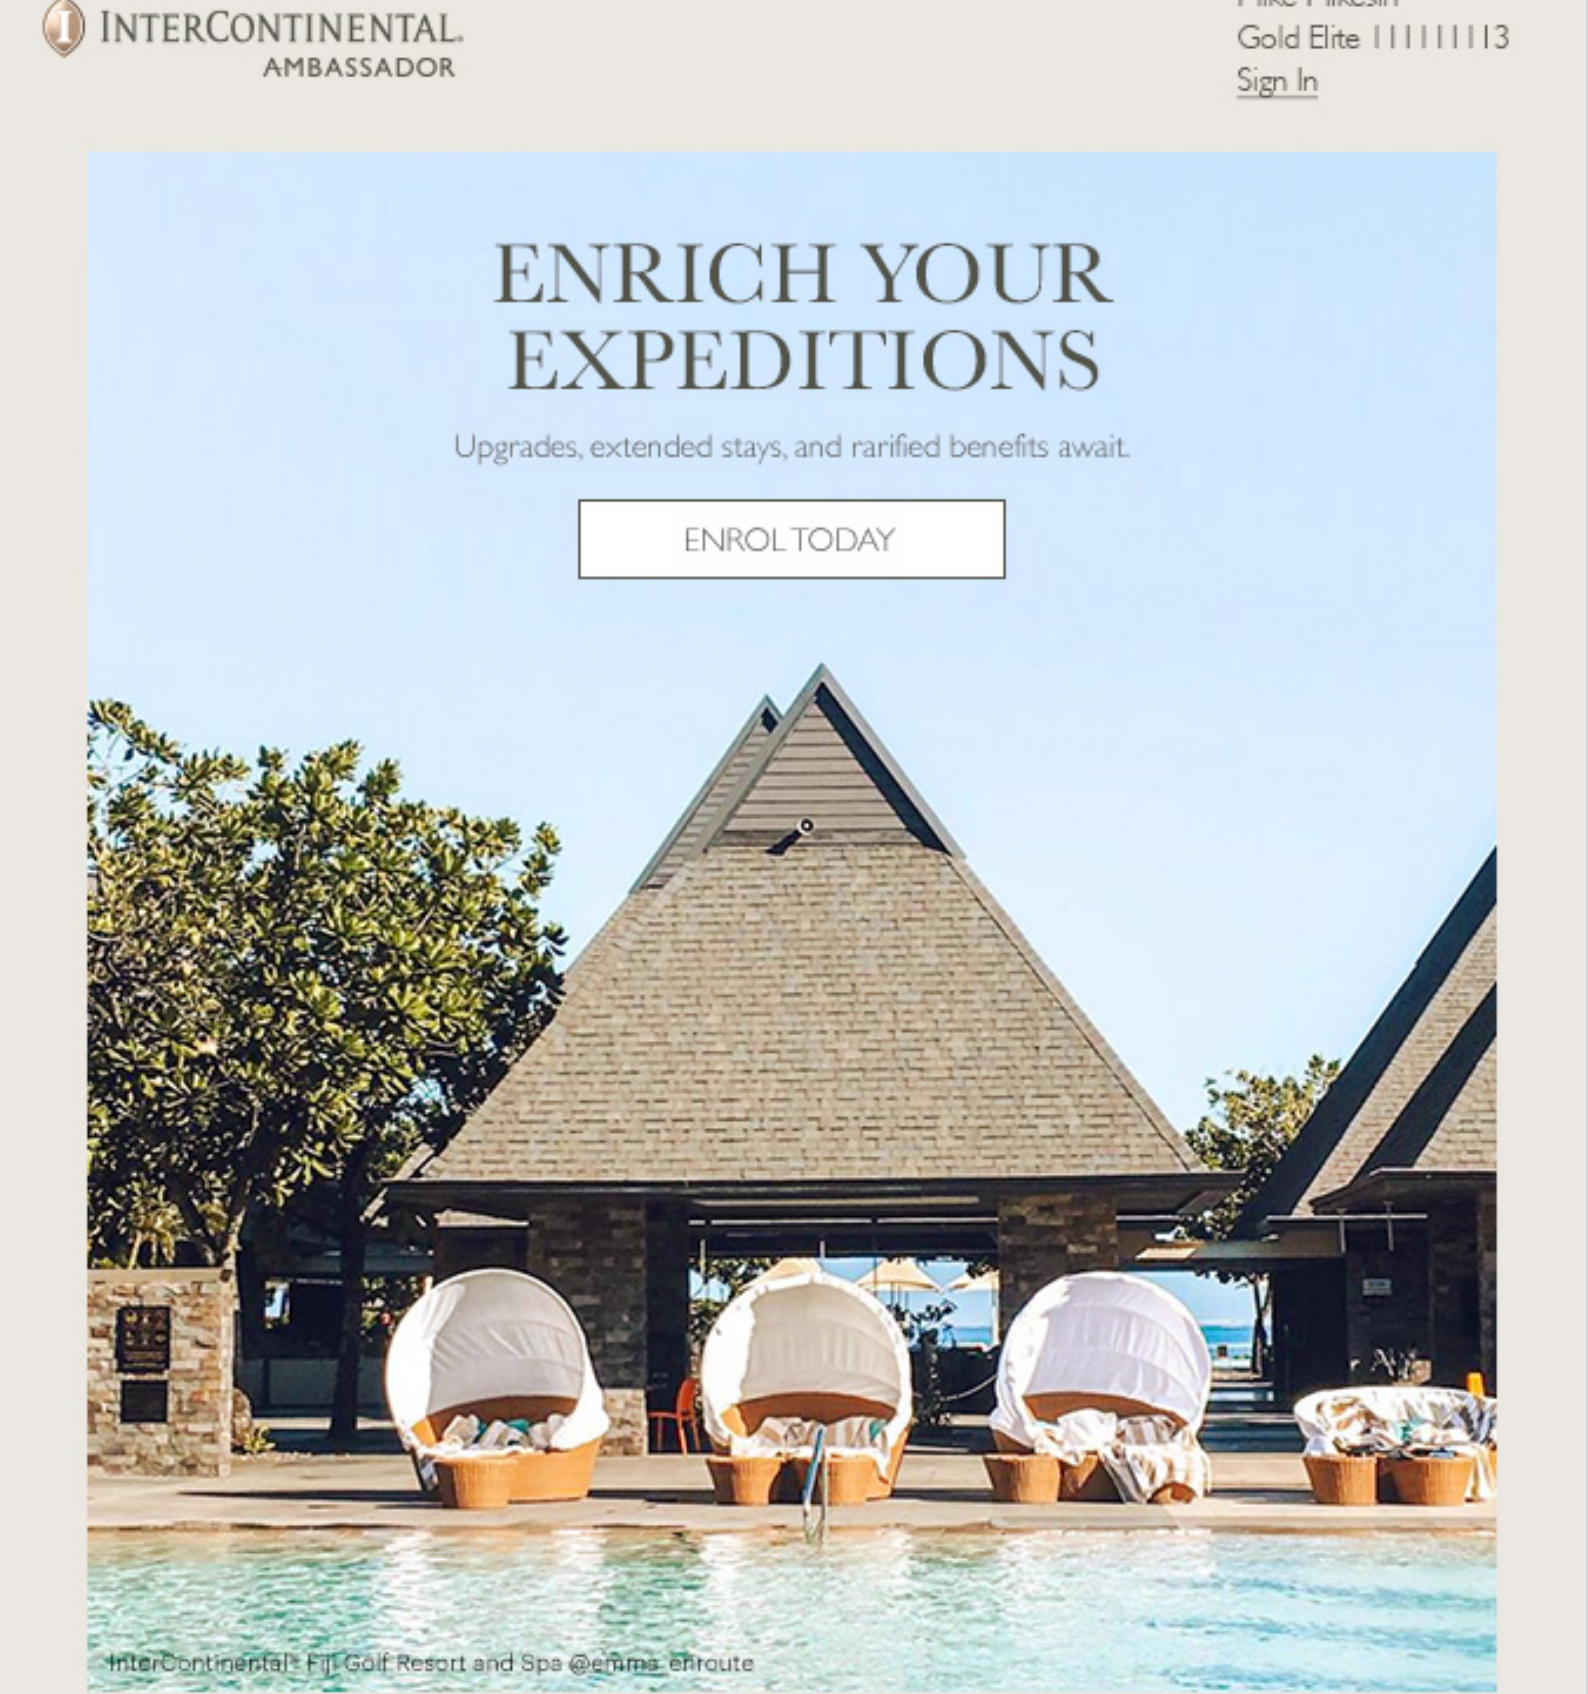 INTERCONTINENTAL.
AMBASSADOR
Gold Elite 111111113
Sign In
ENRICH YOUR
EXPEDITIONS
Upgrades, extended stays, and rarified benefits await.
ENROL TODAY
InterContinental® Fiji Golf Resort and Spa @emma_enroute